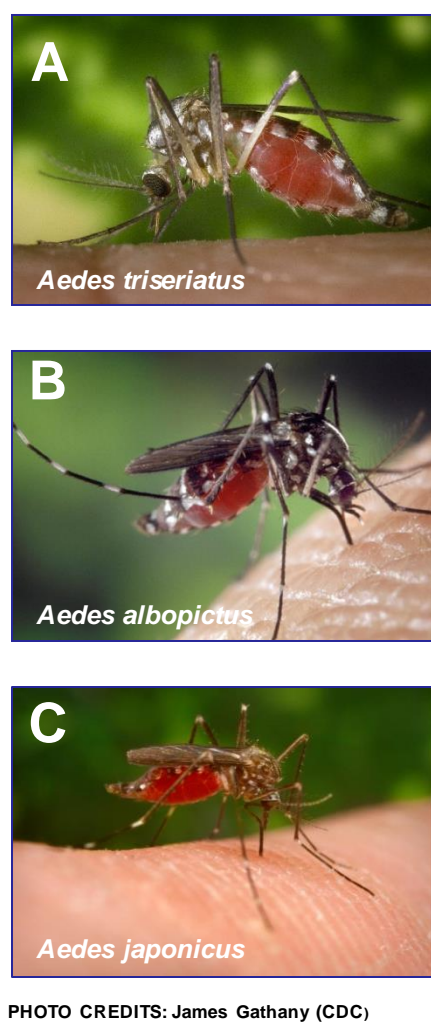 A
Aedes triseriatus
B
Aedes albopictus
C
Aedes japonicus
PHOTO CREDITS: James Gathany (CDC)